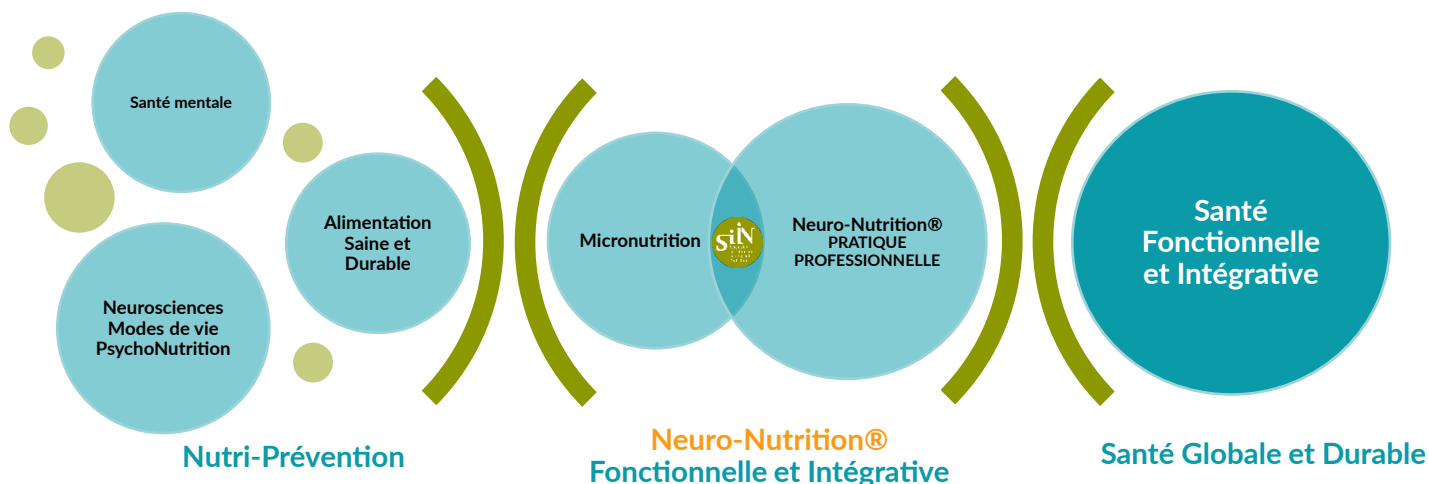 Santé mentale
Alimentation
Saine et
Durable
Neurosciences
Modes de vie
PsychoNutrition
Nutri-Prévention
Micronutrition
SiiN
Neuro-Nutrition®
PRATIQUE
PROFESSIONNELLE
Neuro-Nutrition®
Fonctionnelle et Intégrative
Santé
Fonctionnelle
et Intégrative
Santé Globale et Durable